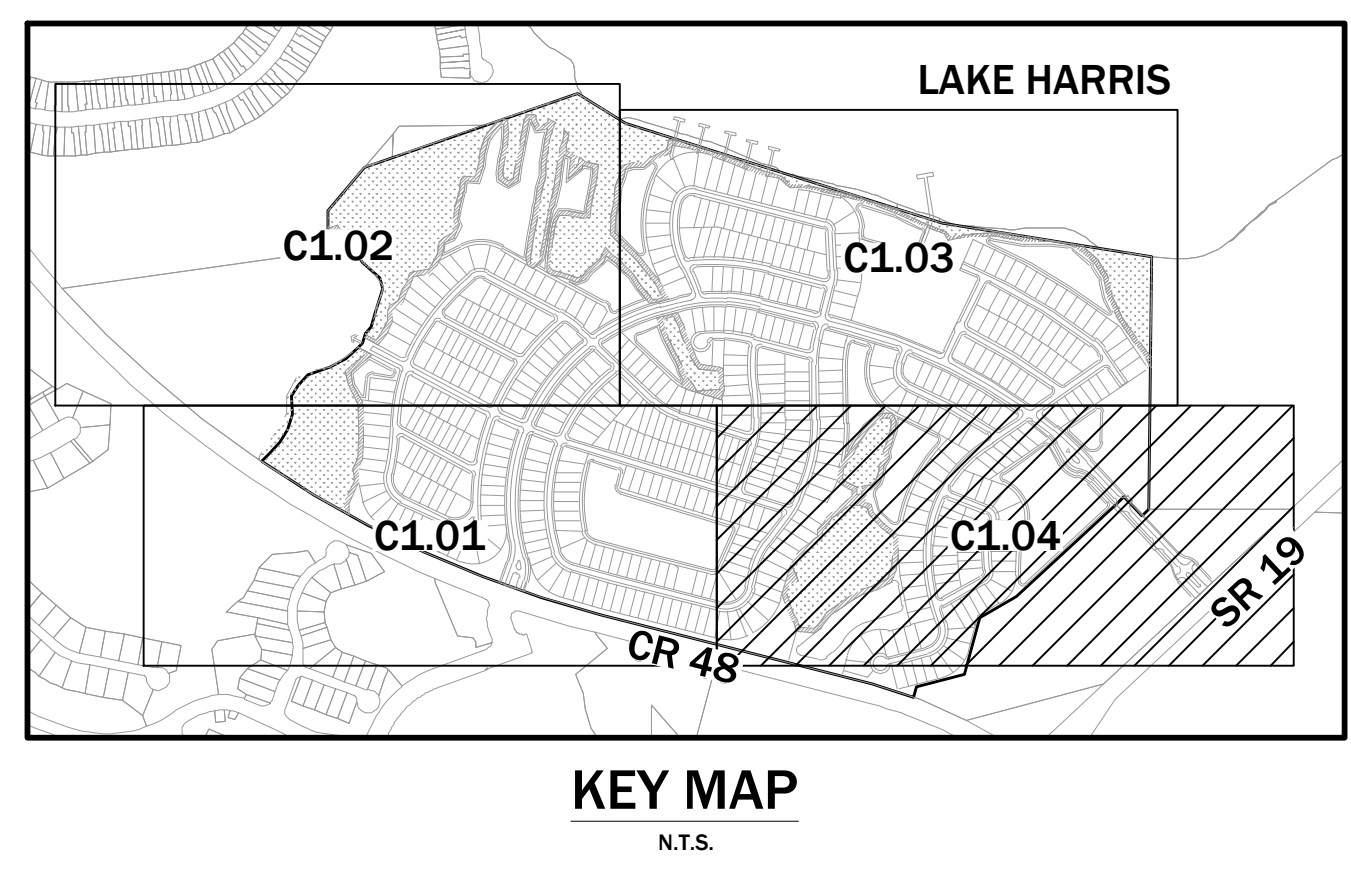 LAKE HARRIS
C1.02
C1.03
C1.01
C1.04
SR 19
CR 48
KEY MAP
N.T.S.